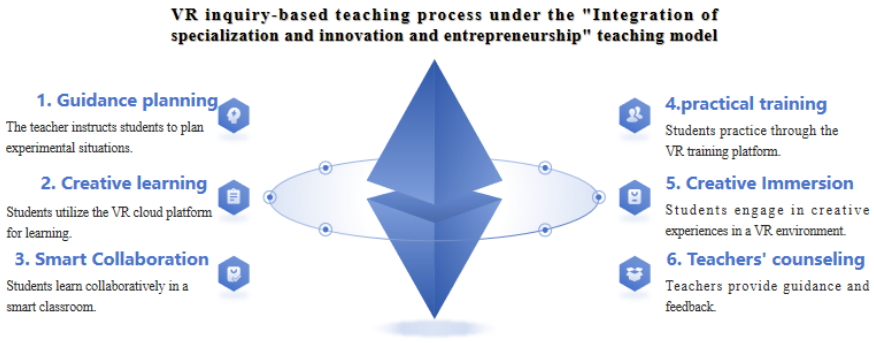 VR inquiry-based teaching process under the "Integration of
specialization and innovation and entrepreneurship" teaching model
1. Guidance planning
The teacher instructs students to plan
experimental situations.
2. Creative learning
Students utilize the VR cloud platform
for learning.
3. Smart Collaboration
Students learn collaboratively in a
smart classroom.
4.practical training
Students practice through the
VR training platform.
5. Creative Immersion
Students engage in creative
experiences in a VR environment.
6. Teachers' counseling
Teachers provide guidance and
feedback.